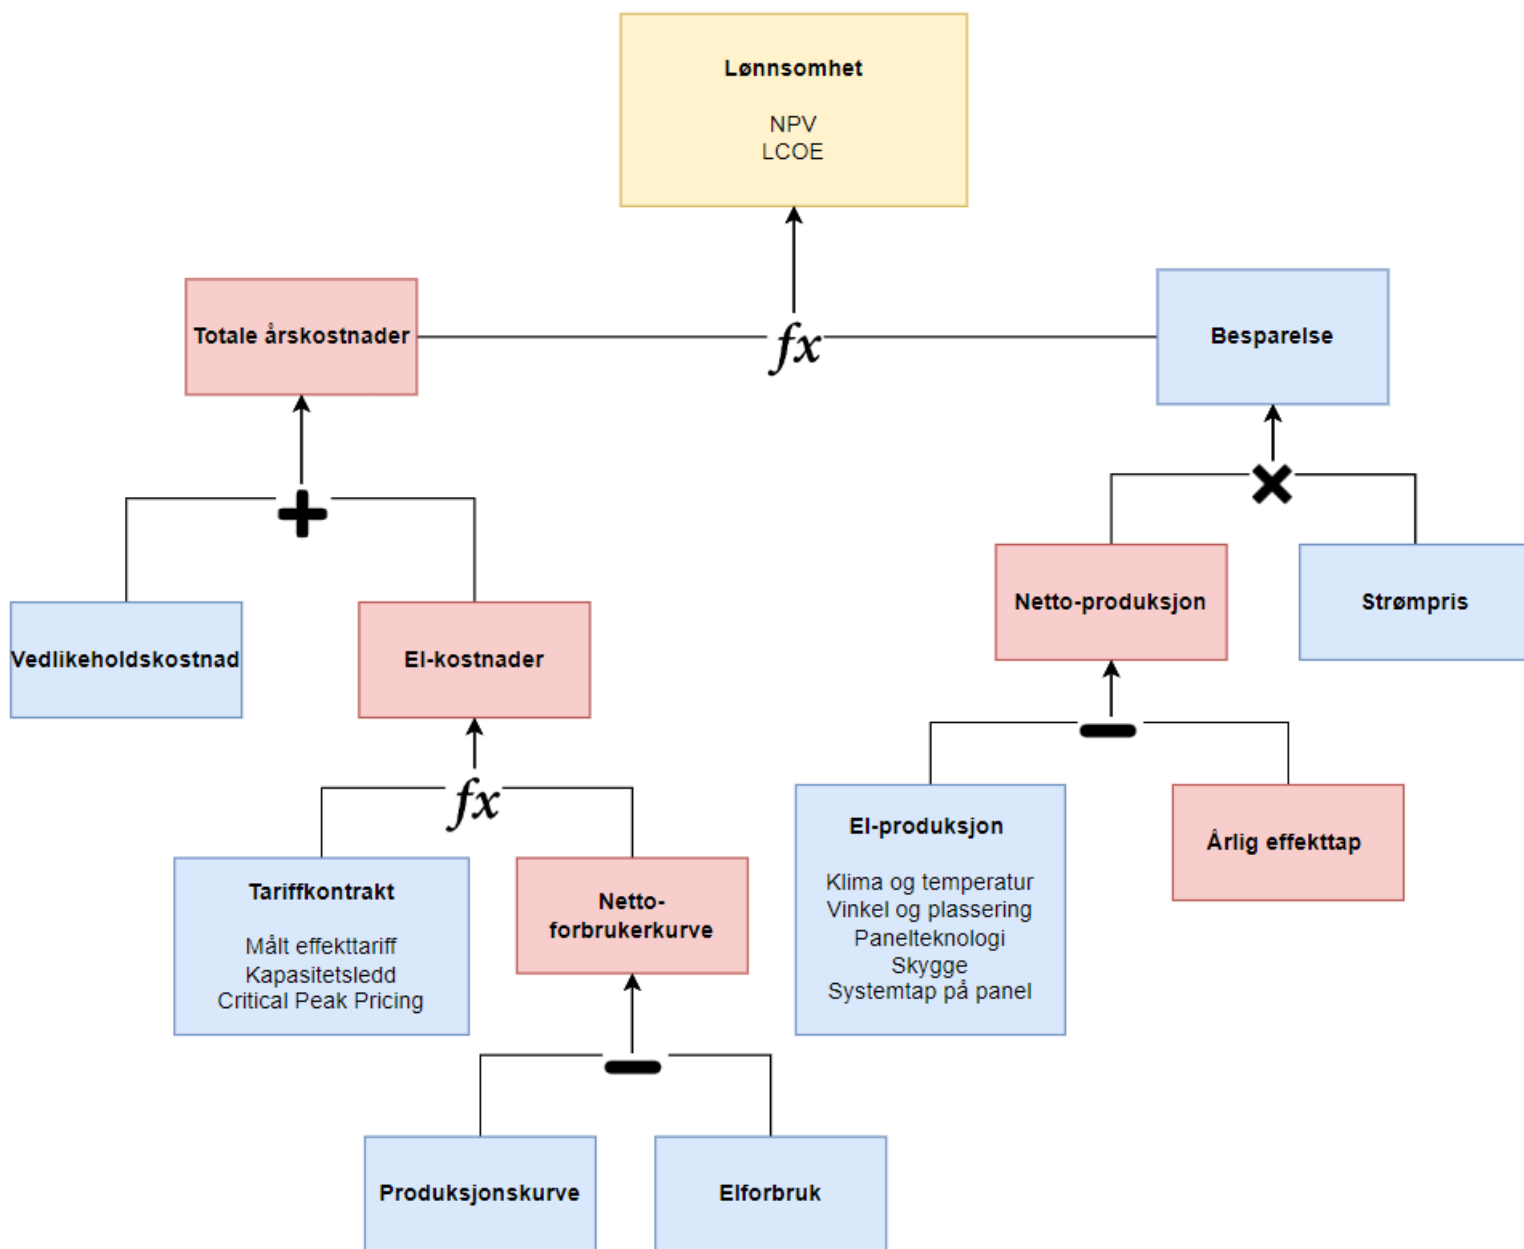 Lønnsomhet
NPV
LCOE
Totale årskostnader
fx
Besparelse
Vedlikeholdskostnad
El-kostnader
Netto-produksjon
Strømpris
fx
Tariffkontrakt
Målt effekttariff
Kapasitetsledd
Critical Peak Pricing
Netto-
forbrukerkurve
El-produksjon
Klima og temperatur
Vinkel og plassering
Panelteknologi
Skygge
Systemtap på panel
Årlig effekttap
Produksjonskurve
Elforbruk